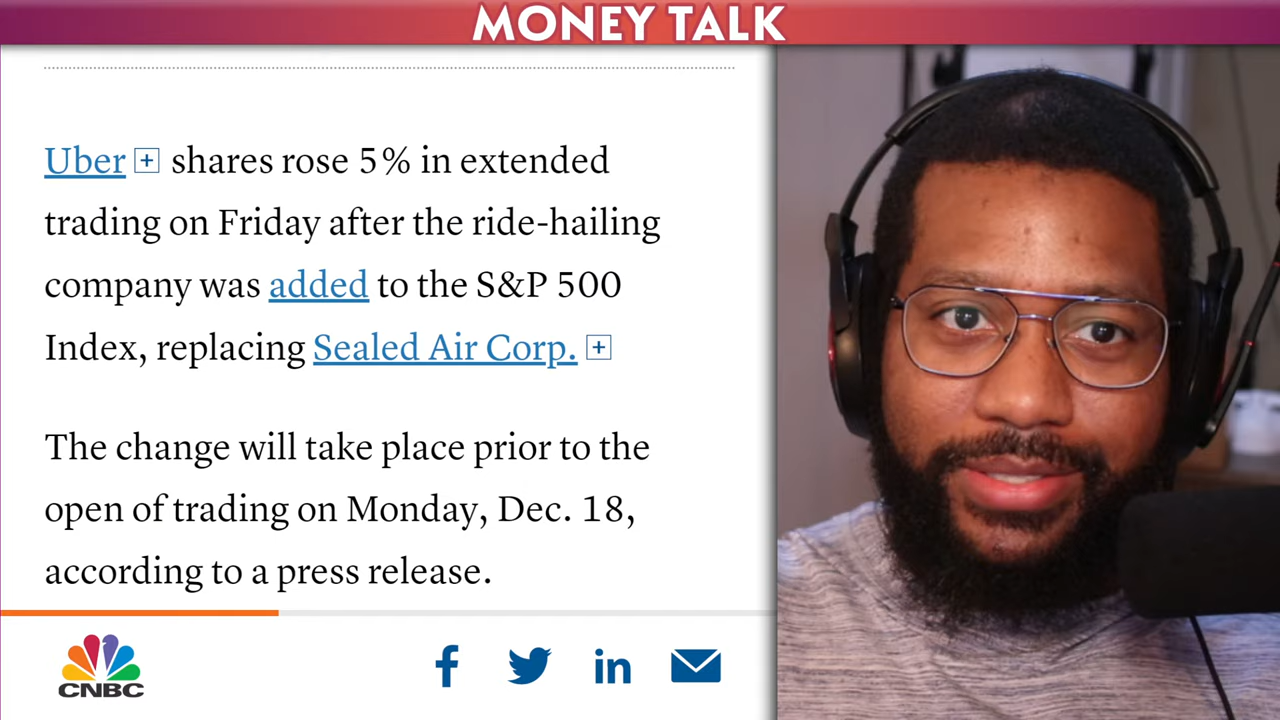 MONEY TALK
Uber + shares rose 5% in extended
trading on Friday after the ride-hailing
company was added to the S&P 500
Index, replacing Sealed Air Corp. +
The change will take place prior to the
open of trading on Monday, Dec. 18,
according to a press release.
CNBC
f in